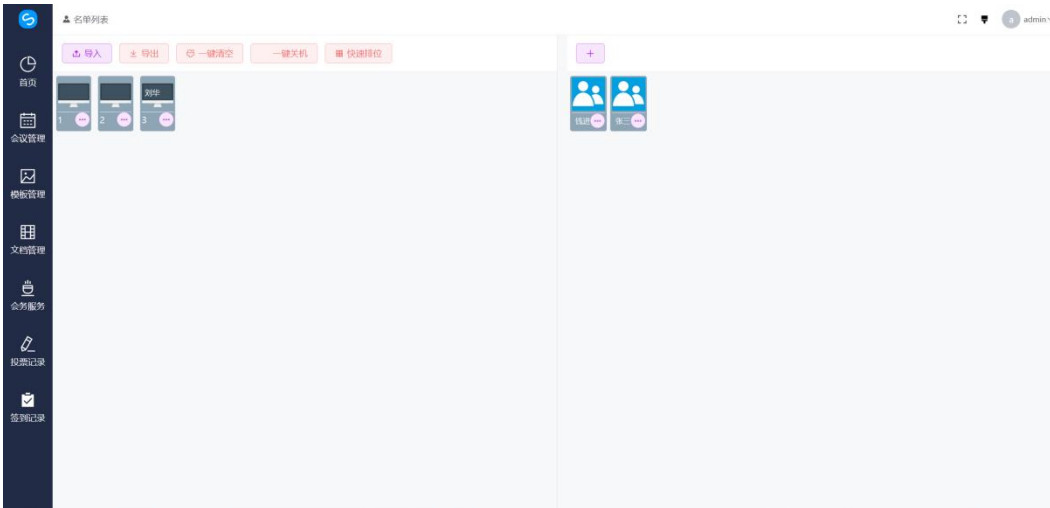 名单列表
a admin
导入 导出 一键清空 一键关机 快速排位
+
首页
刘华
1 2 3
钱进 张三
会议管理
模板管理
文档管理
会务服务
投票记录
签到记录